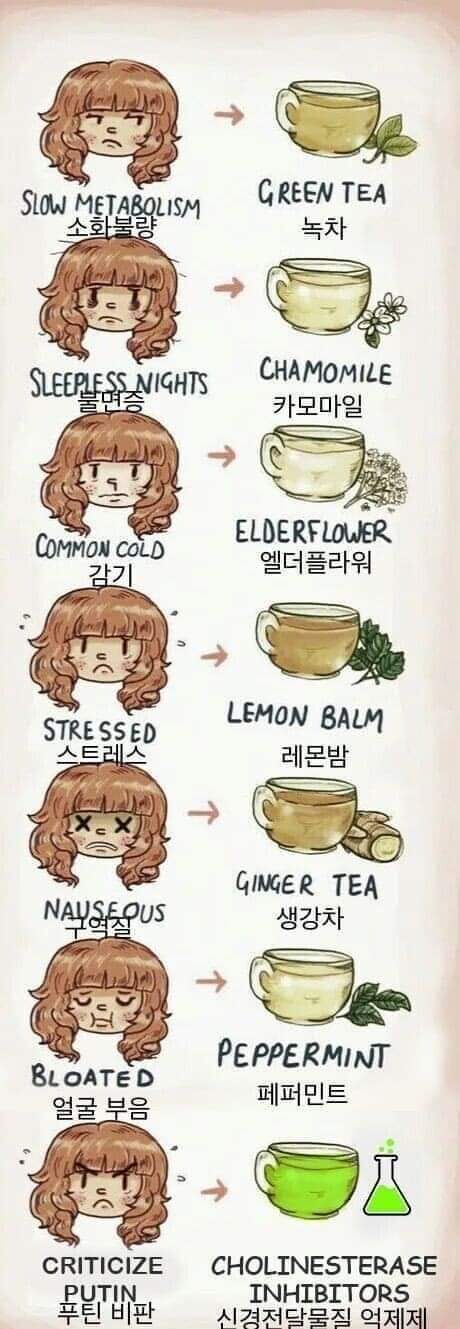 SLOW METABOLISM
소화불량
GREEN TEA
녹차
SLEEPLESS NIGHTS
불면증
CHAMOMILE
카모마일
COMMON COLD
감기
ELDERFLOWER
엘더플라워
STRESSED
스트레스
LEMON BALM
레몬밤
NAUSEOUS
구역질
GINGER TEA
생강차
BLOATED
얼굴 부음
PEPPERMINT
페퍼민트
CRITICIZE
PUTIN
푸틴 비판
CHOLINESTERASE
INHIBITORS
신경전달물질 억제제